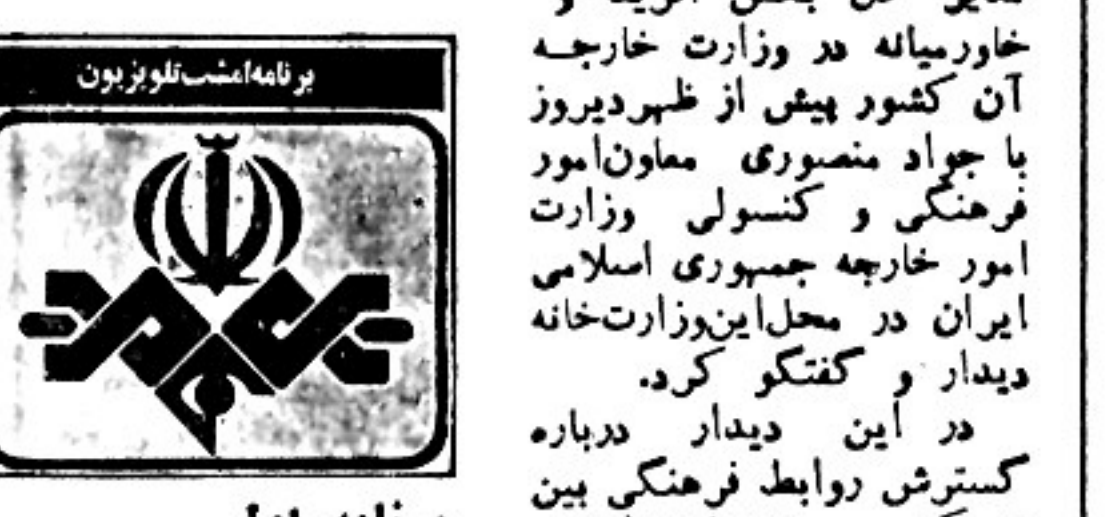 خاورمیانه در وزارت خارجه
آن کشور پیش از ظهردیروز
با جواد منصوری معاون‌امور
فرهنگی و کنسولی وزارت
امور خارجه جمهوری اسلامی
ایران در محل‌این‌وزارت‌خانه
دیدار و گفتگو کرد.
در این دیدار درباره
گسترش روابط فرهنگی بین
برنامه‌امشب‌تلویزیون